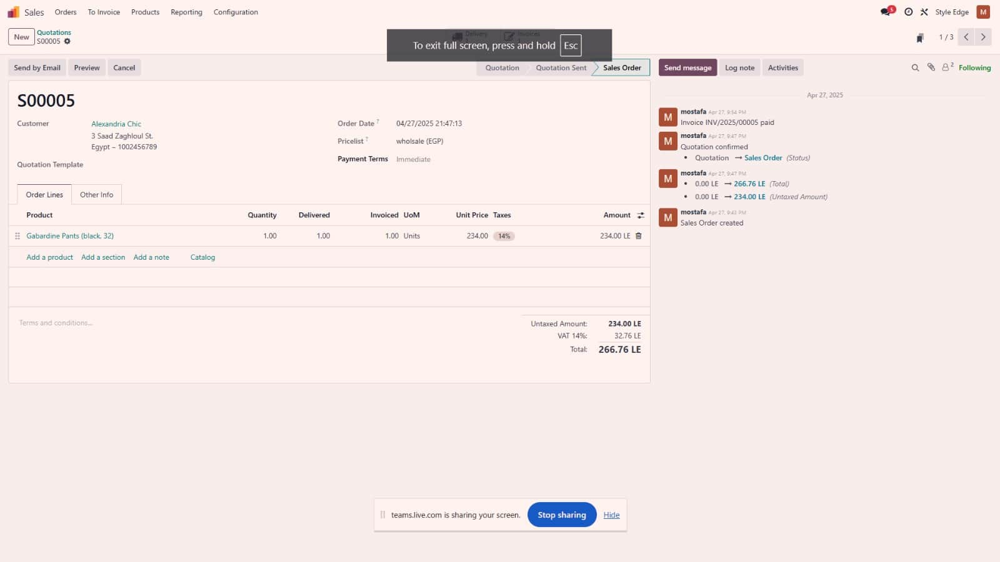 Sales Orders To Invoice Products Reporting Configuration 5 Style Edge M
New Quotations
S00005
Delivery
Invoices
1 / 3
To exit full screen, press and hold Esc
Send by Email Preview Cancel Quotation Quotation Sent Sales Order
Send message Log note Activities 2 Following
S00005
Customer Alexandria Chic
3 Saad Zaghloul St.
Egypt – 1002456789
Quotation Template
Order Date ? 04/27/2025 21:47:13
Pricelist ? wholsale (EGP)
Payment Terms Immediate
Order Lines Other Info
Product Quantity Delivered Invoiced UoM Unit Price Taxes Amount
Gabardine Pants (black, 32) 1.00 1.00 1.00 Units 234.00 14% 234.00 LE
Add a product Add a section Add a note Catalog
Terms and conditions...
Untaxed Amount: 234.00 LE
VAT 14%: 32.76 LE
Total: 266.76 LE
Apr 27, 2025
M mostafa Apr 27, 9:54 PM
Invoice INV/2025/00005 paid
M mostafa Apr 27, 9:47 PM
Quotation confirmed
• Quotation → Sales Order (Status)
M mostafa Apr 27, 9:47 PM
• 0.00 LE → 266.76 LE (Total)
• 0.00 LE → 234.00 LE (Untaxed Amount)
M mostafa Apr 27, 9:43 PM
Sales Order created
teams.live.com is sharing your screen. Stop sharing Hide